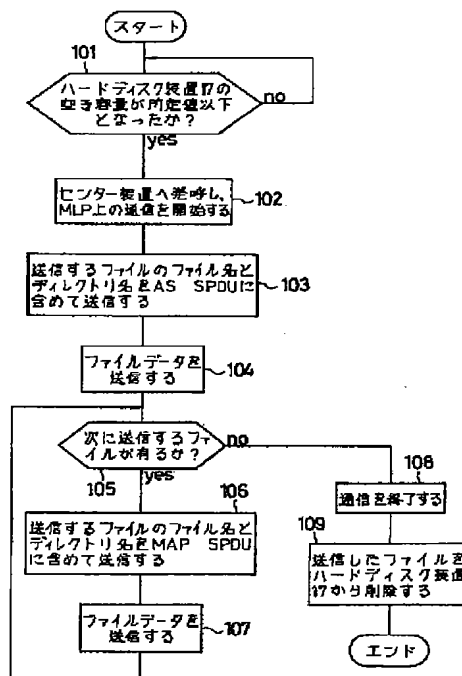 スタート
101
ハードディスク装置17の
空き容量が所定値以下
となったか？
no
yes
センター装置へ発呼し、
MLP上の通信を開始する
102
送信するファイルのファイル名と
ディレクトリ名をAS SPDUに
含めて送信する
103
ファイルデータを
送信する
104
次に送信するファ
イルが有るか？
no
105
yes
106
送信するファイルのファイル名と
ディレクトリ名をMAP SPDU
に含めて送信する
ファイルデータを
送信する
107
108
通信を終了する
109
送信したファイルを
ハードディスク装置
17から削除する
エンド